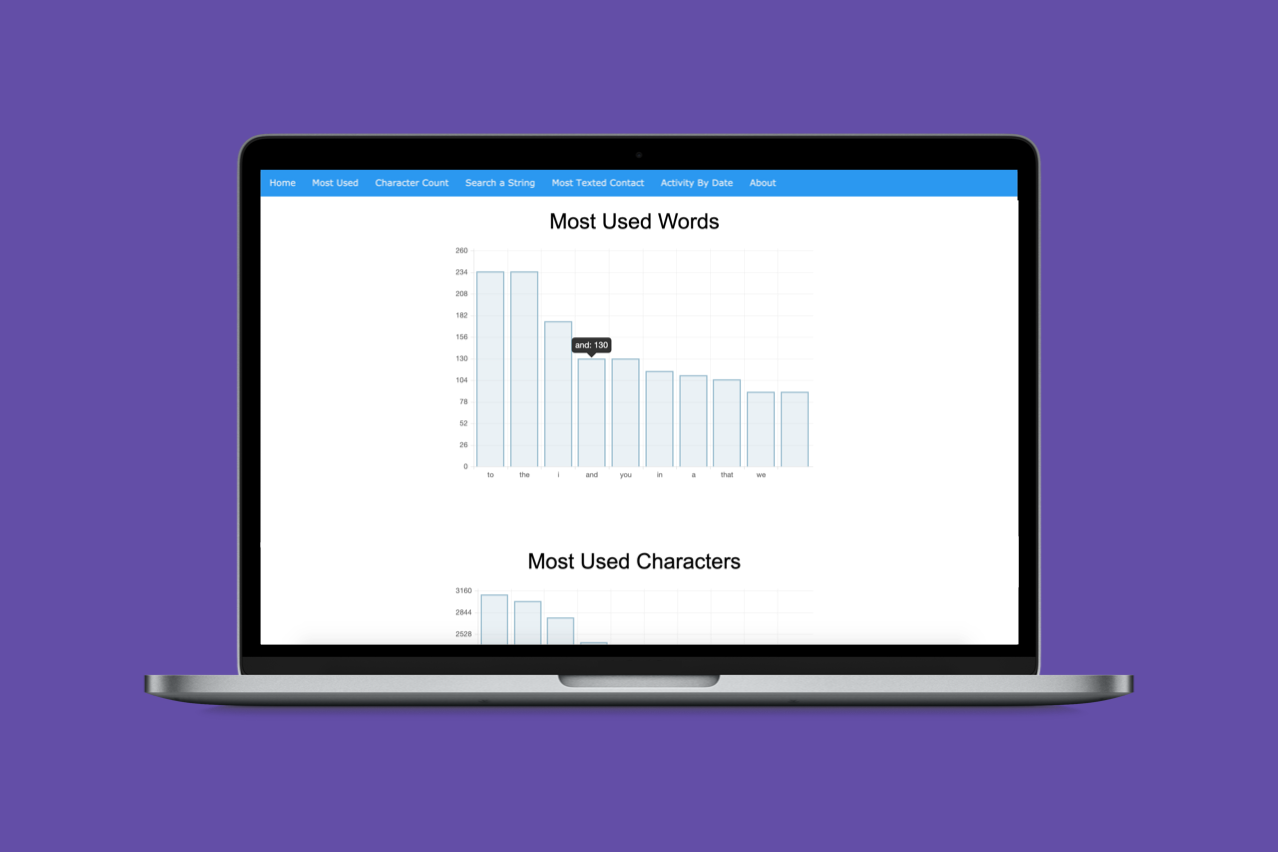 Home Most Used Character Count Search a String Most Texted Contact Activity By Date About
Most Used Words
260
234
208
182
156
and: 130
130
104
78
52
26
0
to the i and you in a that we
Most Used Characters
3160
2844
2528